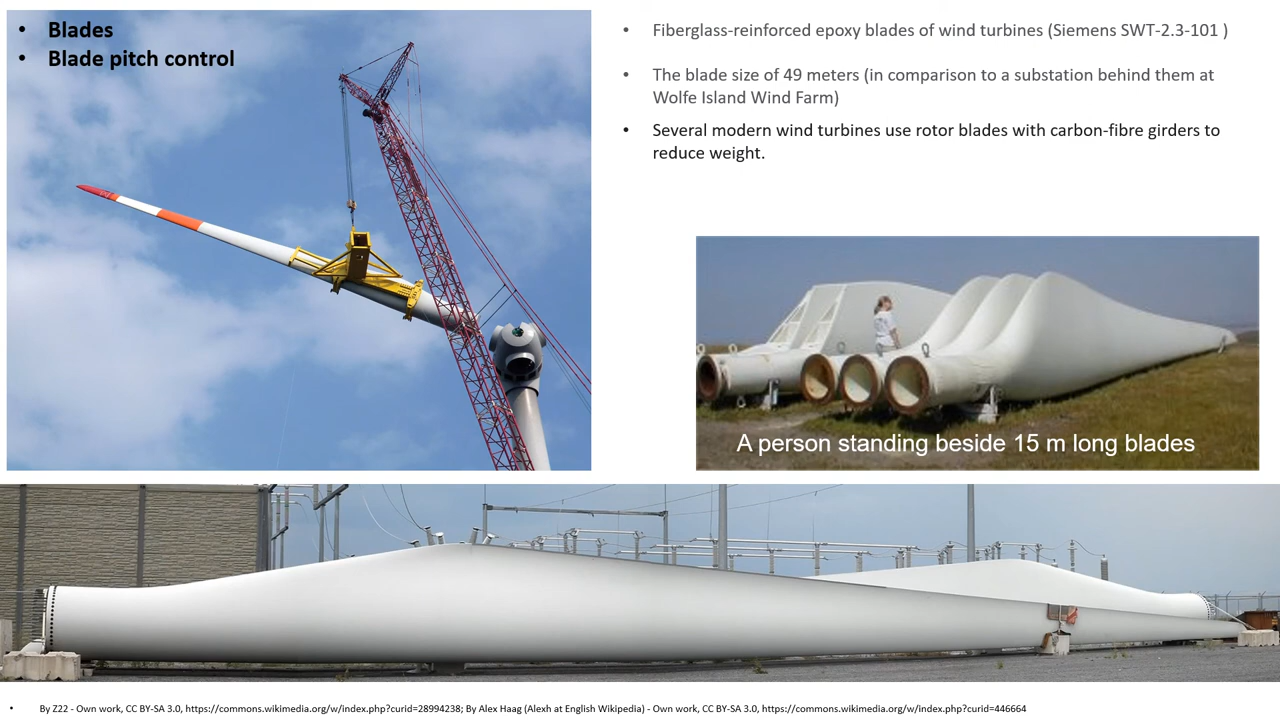 • Blades
• Blade pitch control
• Fiberglass-reinforced epoxy blades of wind turbines (Siemens SWT-2.3-101 )
• The blade size of 49 meters (in comparison to a substation behind them at
Wolfe Island Wind Farm)
• Several modern wind turbines use rotor blades with carbon-fibre girders to
reduce weight.
A person standing beside 15 m long blades
• By Z22 - Own work, CC BY-SA 3.0, https://commons.wikimedia.org/w/index.php?curid=28994238; By Alex Haag (Alexh at English Wikipedia) - Own work, CC BY-SA 3.0, https://commons.wikimedia.org/w/index.php?curid=446664